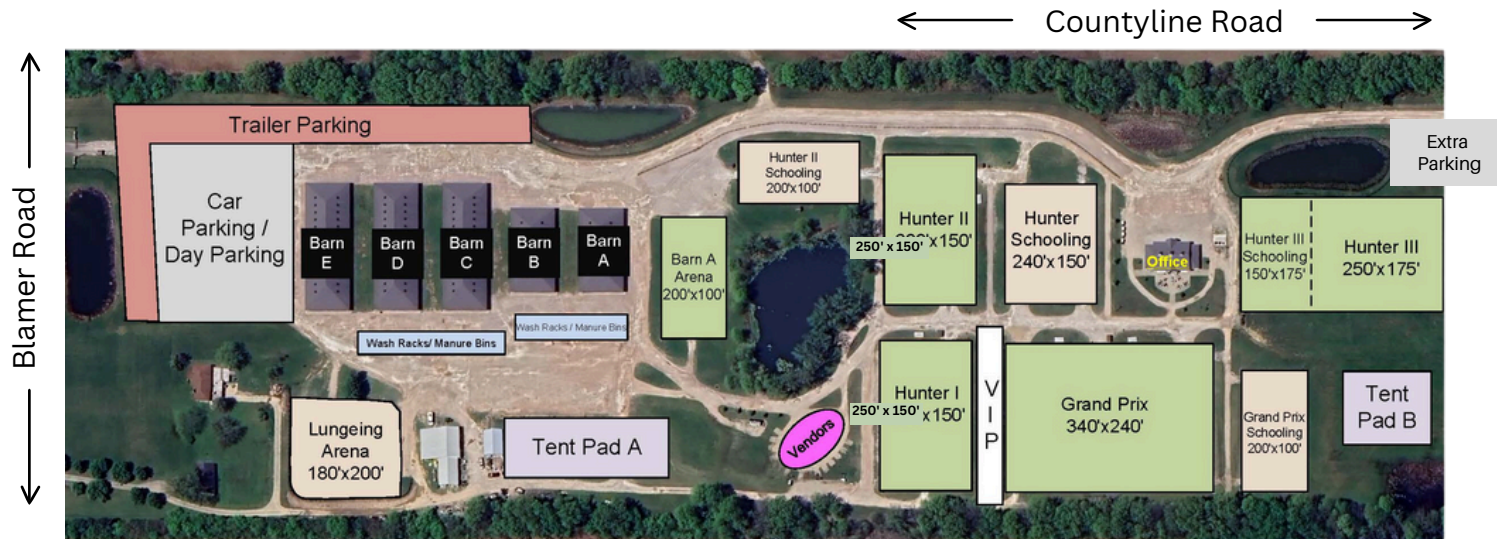 Countyline Road
Blamer Road
Trailer Parking
Extra
Parking
Car
Parking /
Day Parking
Barn
E
Barn
D
Barn
C
Barn
B
Barn
A
Barn A
Arena
200'x100'
Hunter II
Schooling
200'x100'
Hunter II
250' x 150'
x150'
Hunter
Schooling
240'x150'
Office
Hunter III
Schooling
150'x175'
Hunter III
250'x175'
Wash Racks/ Manure Bins
Wash Racks / Manure Bins
Lungeing
Arena
180'x200'
Tent Pad A
Vendors
Hunter I
250' x 150'
x150'
VIP
Grand Prix
340'x240'
Grand Prix
Schooling
200'x100'
Tent
Pad B